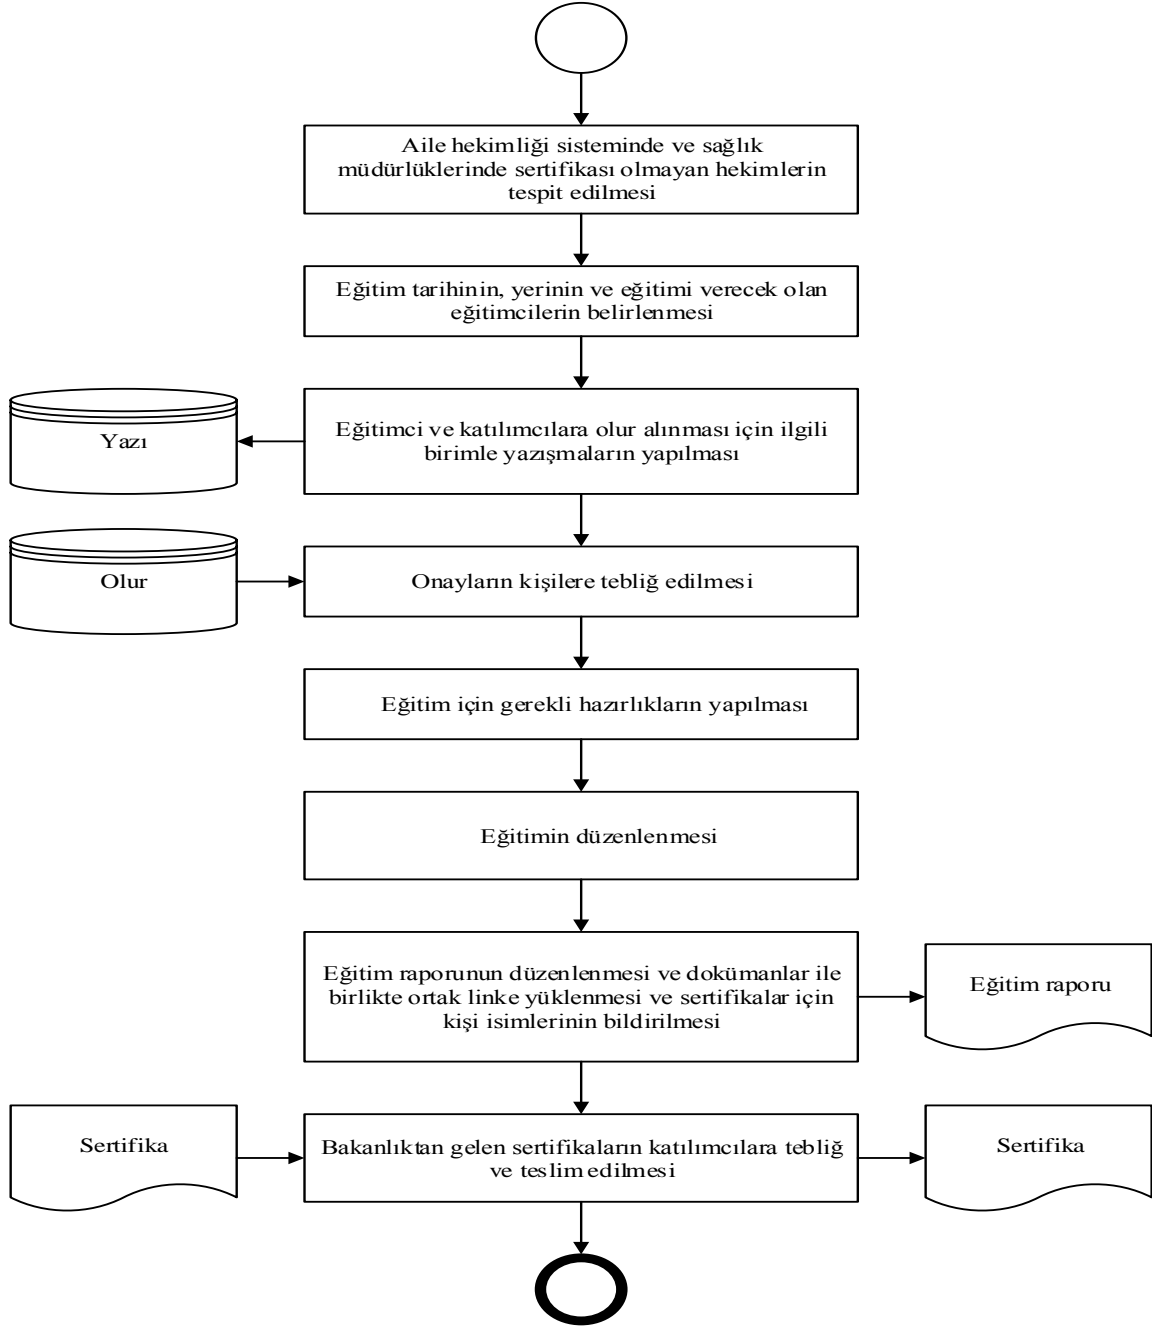 Aile hekimliği sisteminde ve sağlık
müdürlüklerinde sertifikası olmayan hekimlerin
tespit edilmesi
Eğitim tarihinin, yerinin ve eğitimi verecek olan
eğitimcilerin belirlenmesi
Yazı
Eğitimci ve katılımcılara olur alınması için ilgili
birimle yazışmaların yapılması
Olur
Onayların kişilere tebliğ edilmesi
Eğitim için gerekli hazırlıkların yapılması
Eğitimin düzenlenmesi
Eğitim raporunun düzenlenmesi ve dokümanlar ile
birlikte ortak linke yüklenmesi ve sertifikalar için
kişi isimlerinin bildirilmesi
Eğitim raporu
Sertifika
Bakanlıktan gelen sertifikaların katılımcılara tebliğ
ve teslim edilmesi
Sertifika